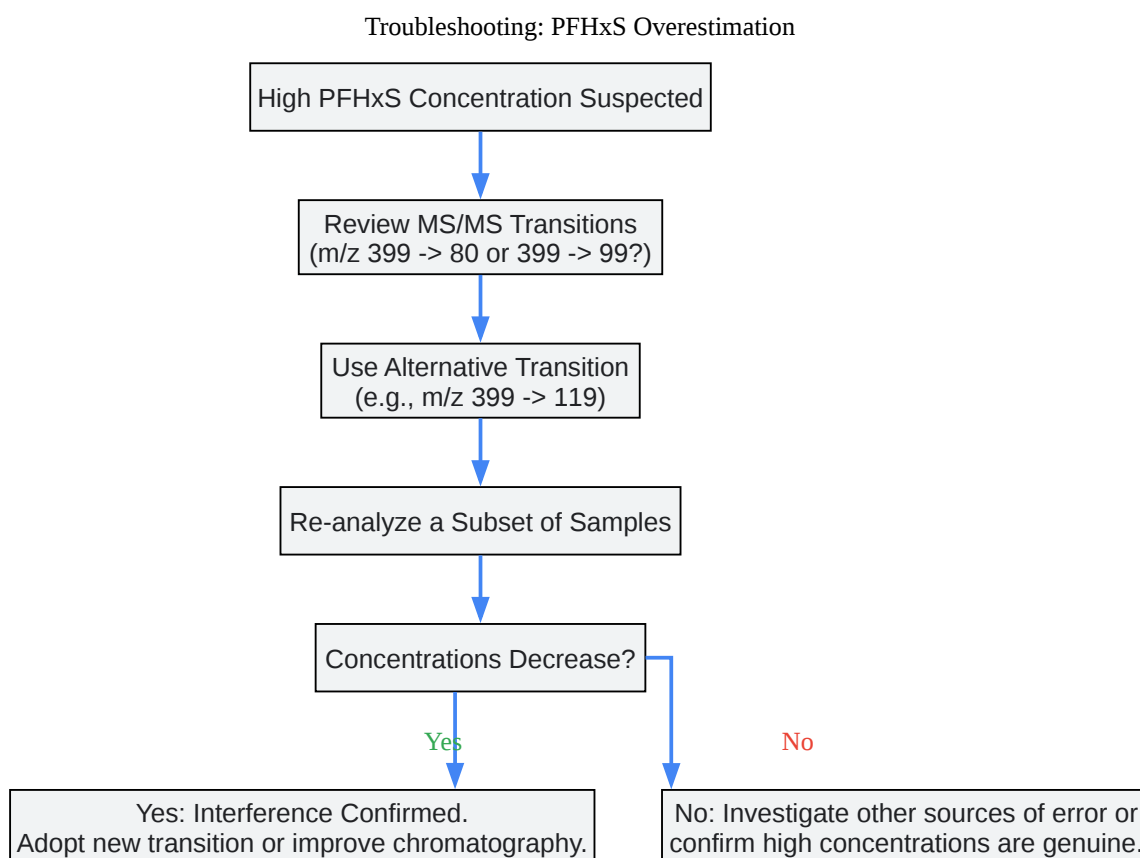 Troubleshooting: PFHxS Overestimation
High PFHxS Concentration Suspected
Review MS/MS Transitions
(m/z 399 -> 80 or 399 -> 99?)
Use Alternative Transition
(e.g., m/z 399 -> 119)
Re-analyze a Subset of Samples
Concentrations Decrease?
Yes
No
Yes: Interference Confirmed.
Adopt new transition or improve chromatography.
No: Investigate other sources of error or
confirm high concentrations are genuine.